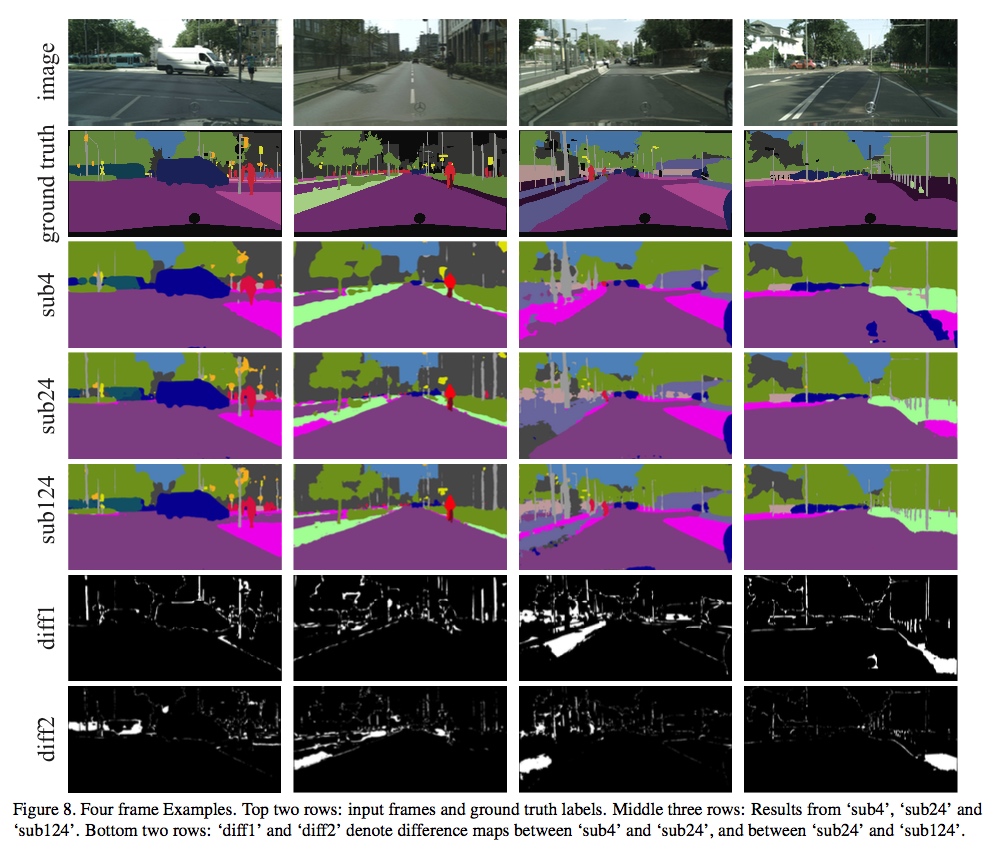 image
ground truth
sub4
sub24
sub124
diff1
diff2
Figure 8. Four frame Examples. Top two rows: input frames and ground truth labels. Middle three rows: Results from ‘sub4’, ‘sub24’ and
‘sub124’. Bottom two rows: ‘diff1’ and ‘diff2’ denote difference maps between ‘sub4’ and ‘sub24’, and between ‘sub24’ and ‘sub124’.